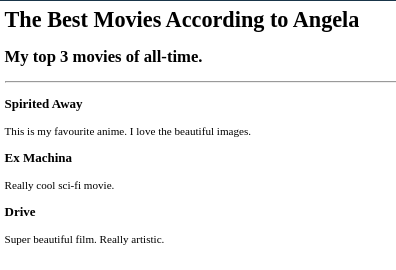 The Best Movies According to Angela
My top 3 movies of all-time.
Spirited Away
This is my favourite anime. I love the beautiful images.
Ex Machina
Really cool sci-fi movie.
Drive
Super beautiful film. Really artistic.